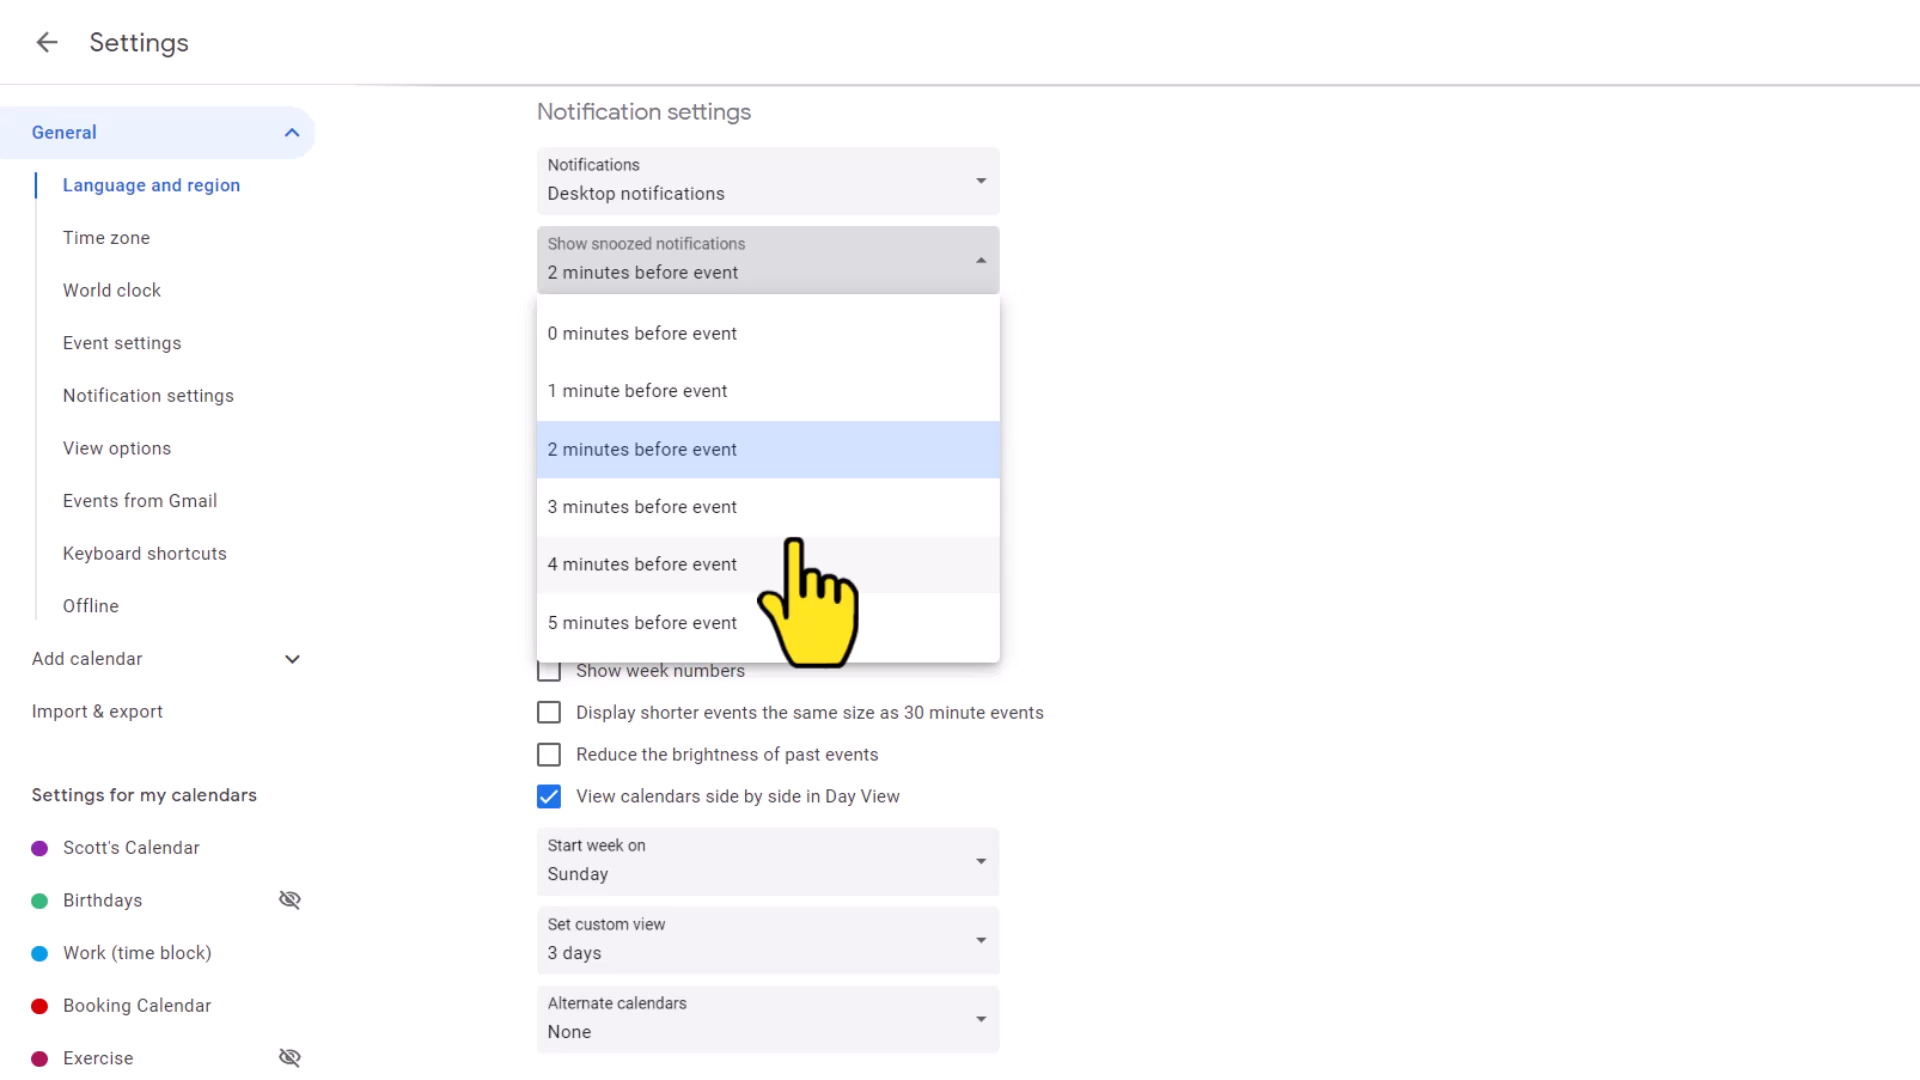 Settings
General
Language and region
Time zone
World clock
Event settings
Notification settings
View options
Events from Gmail
Keyboard shortcuts
Offline
Add calendar
Import & export
Settings for my calendars
Scott's Calendar
Birthdays
Work (time block)
Booking Calendar
Exercise
Notification settings
Notifications
Desktop notifications
Show snoozed notifications
2 minutes before event
0 minutes before event
1 minute before event
2 minutes before event
3 minutes before event
4 minutes before event
5 minutes before event
Show week numbers
Display shorter events the same size as 30 minute events
Reduce the brightness of past events
View calendars side by side in Day View
Start week on
Sunday
Set custom view
3 days
Alternate calendars
None